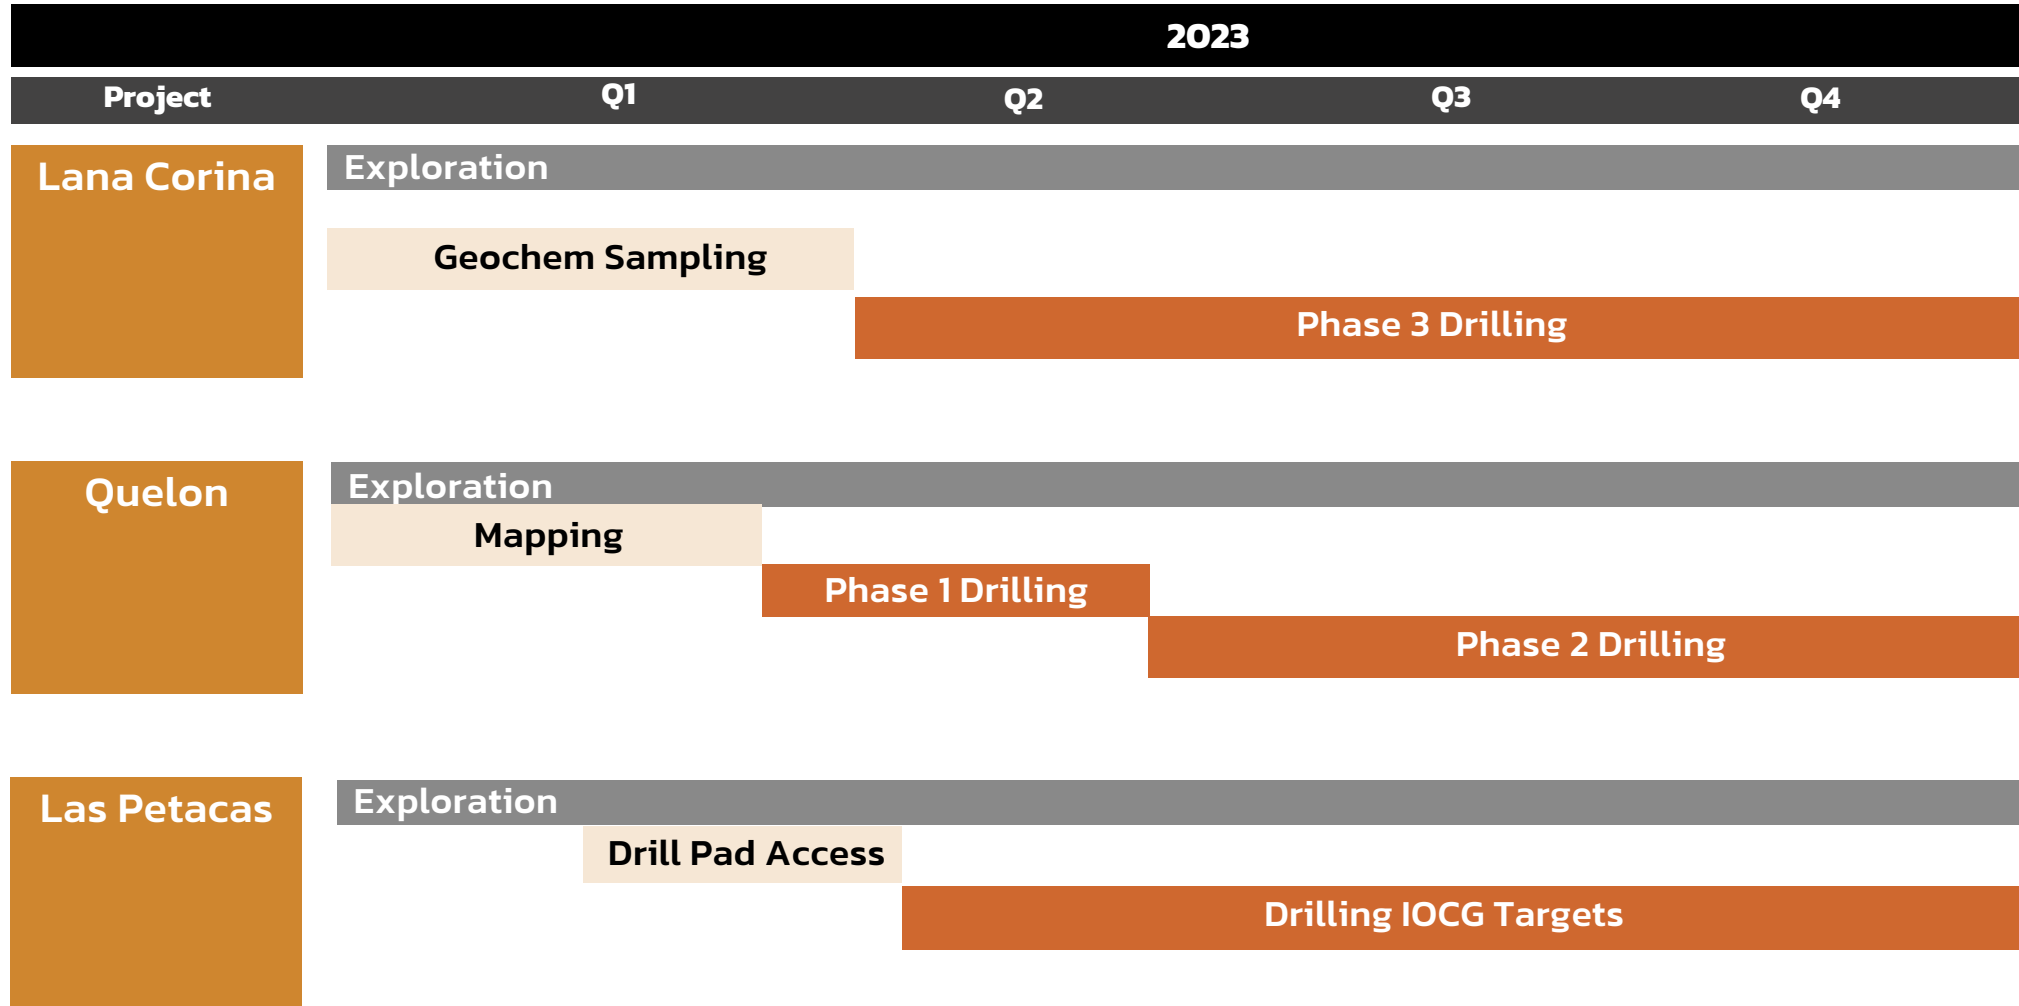 2023
Project Q1 Q2 Q3 Q4
Lana Corina
Exploration
Geochem Sampling
Phase 3 Drilling
Quelon
Exploration
Mapping
Phase 1 Drilling
Phase 2 Drilling
Las Petacas
Exploration
Drill Pad Access
Drilling IOCG Targets